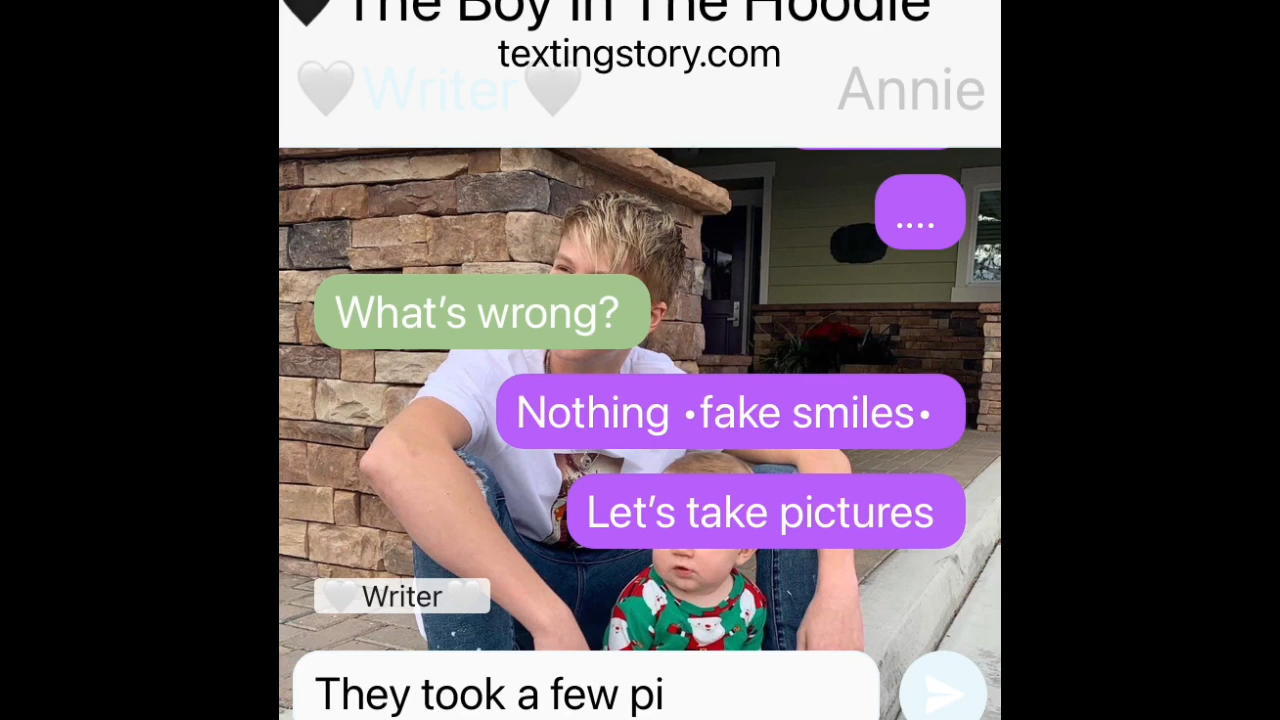 🖤The Boy In The Hoodie
textingstory.com
🤍Writer🤍 Annie
....
What's wrong?
Nothing •fake smiles•
Let's take pictures
🤍Writer🤍
They took a few pi